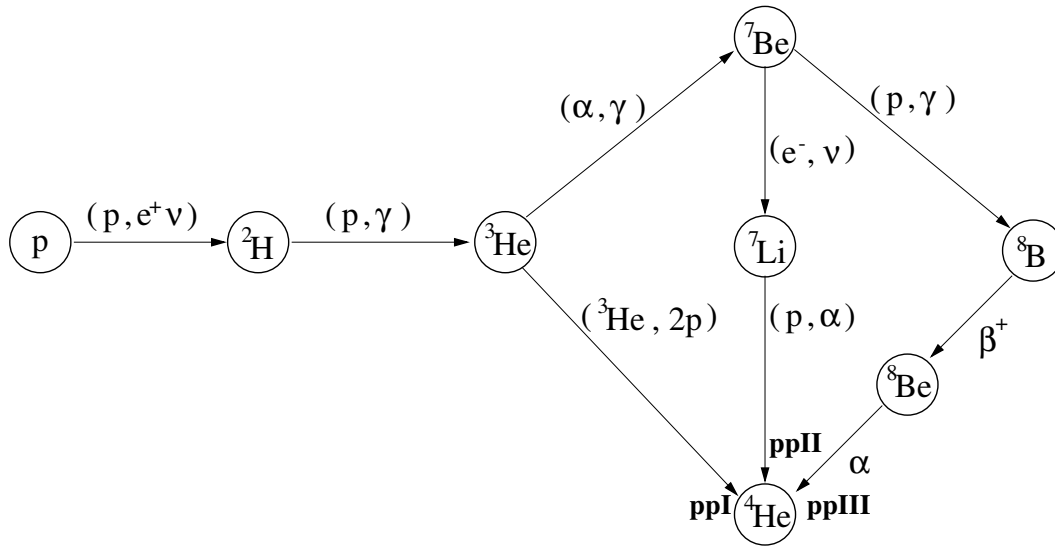 ⁷Be
(α,γ)
(p,γ)
(e⁻, ν)
(p,e⁺ν)
(p,γ)
p
²H
³He
⁷Li
⁸B
(³He, 2p)
(p,α)
β⁺
⁸Be
ppII
α
ppI
⁴He
ppIII